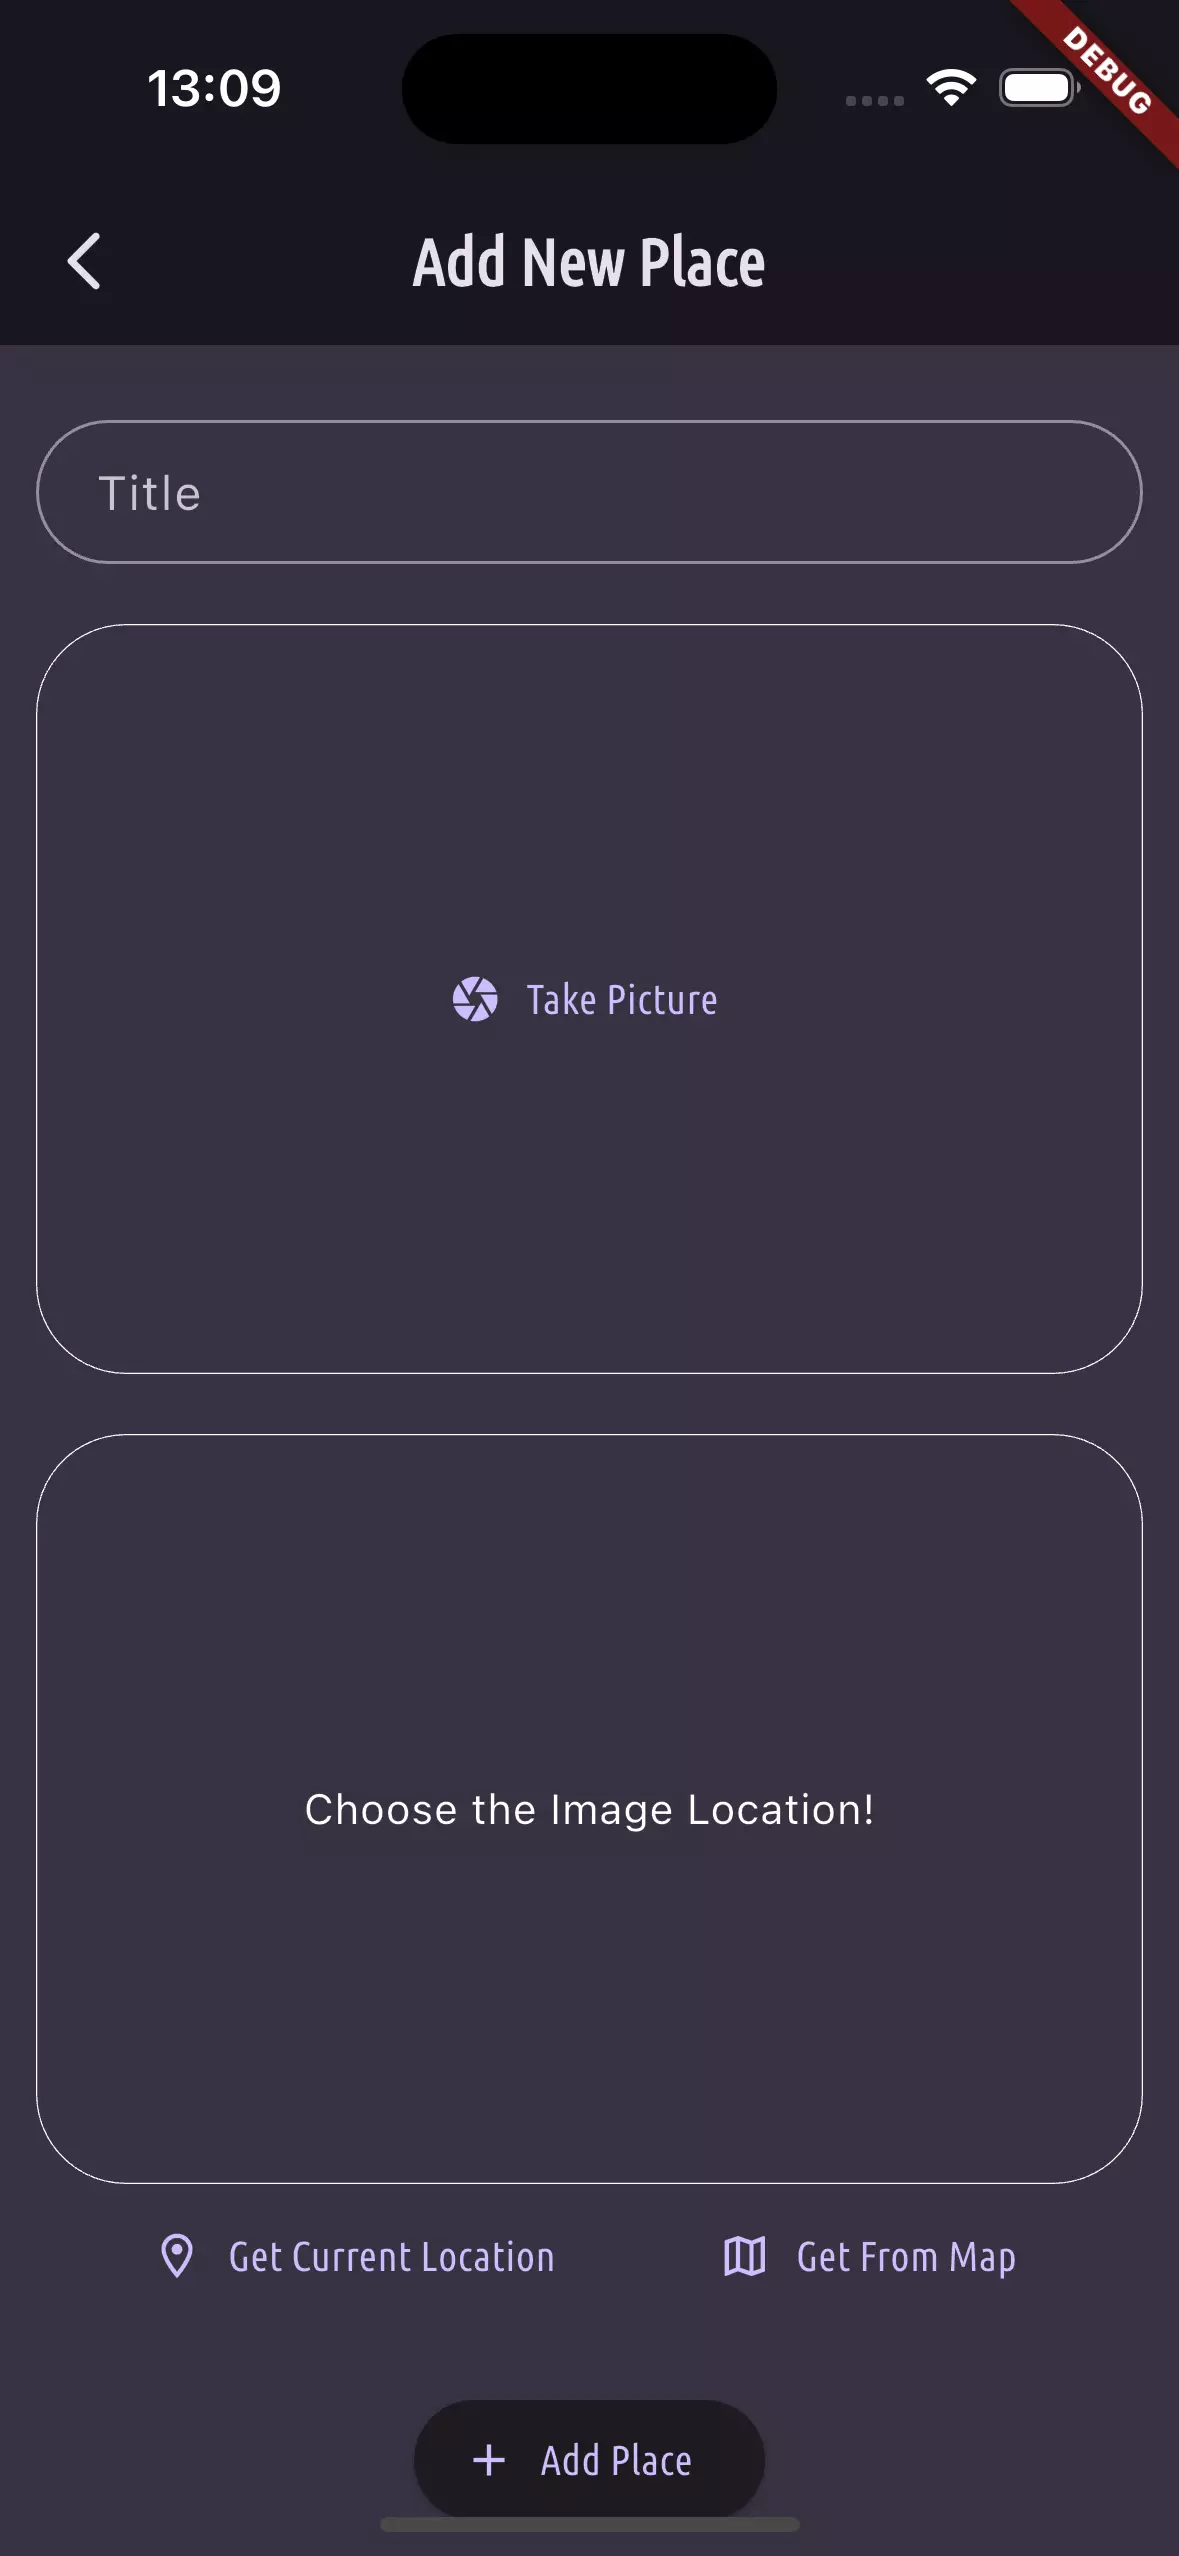 13:09
DEBUG
Add New Place
Title
Take Picture
Choose the Image Location!
Get Current Location
Get From Map
Add Place